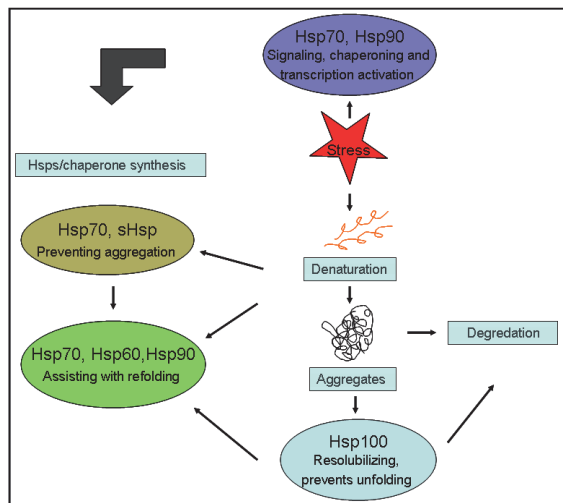 Hsp70, Hsp90
Signaling, chaperoning and
transcription activation
Stress
Hsps/chaperone synthesis
Hsp70, sHsp
Preventing aggregation
Denaturation
Hsp70, Hsp60,Hsp90
Assisting with refolding
Degredation
Aggregates
Hsp100
Resolubilizing,
prevents unfolding